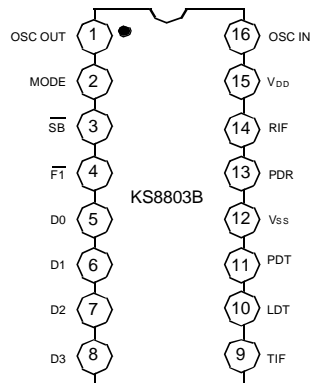 OSC OUT 1 16 OSC IN
MODE 2 15 VDD
SB 3 14 RIF
F1 4 13 PDR
KS8803B
D0 5 12 Vss
D1 6 11 PDT
D2 7 10 LDT
D3 8 9 TIF